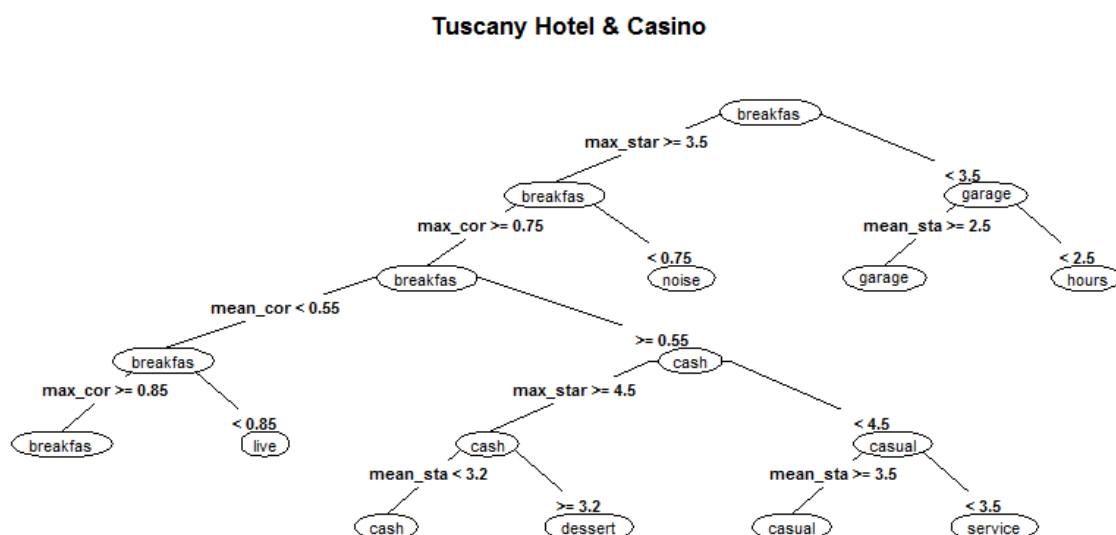 Tuscany Hotel & Casino
breakfas
max_star >= 3.5
< 3.5
breakfas
garage
max_cor >= 0.75
mean_sta >= 2.5
< 0.75
< 2.5
breakfas
noise
garage
hours
mean_cor < 0.55
>= 0.55
breakfas
cash
max_cor >= 0.85
max_star >= 4.5
< 0.85
< 4.5
breakfas
live
cash
casual
mean_sta < 3.2
mean_sta >= 3.5
>= 3.2
< 3.5
cash
dessert
casual
service